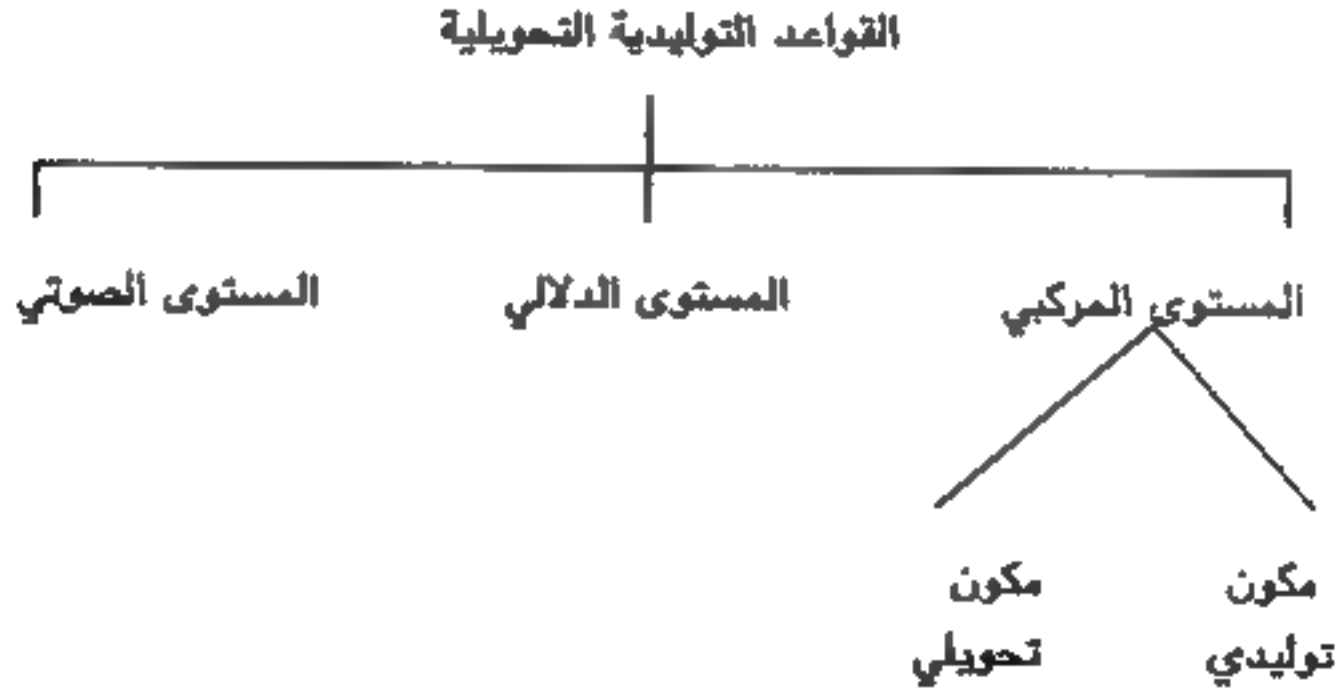 القواعد التوليدية التحويلية
المستوى المركبي المستوى الدلالي المستوى الصوتي
مكون مكون
توليدي تحويلي